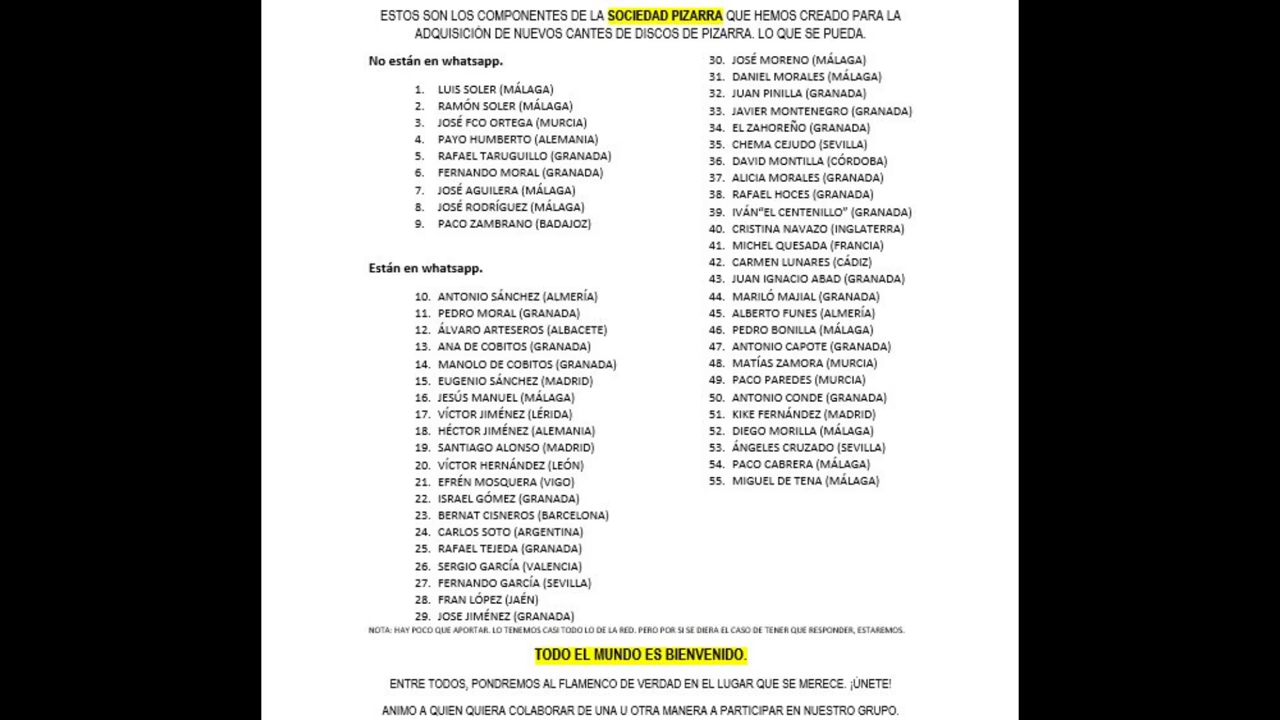 ESTOS SON LOS COMPONENTES DE LA SOCIEDAD PIZARRA QUE HEMOS CREADO PARA LA
ADQUISICIÓN DE NUEVOS CANTES DE DISCOS DE PIZARRA. LO QUE SE PUEDA.
No están en whatsapp.
1. LUIS SOLER (MÁLAGA)
2. RAMÓN SOLER (MÁLAGA)
3. JOSÉ FCO ORTEGA (MURCIA)
4. PAYO HUMBERTO (ALEMANIA)
5. RAFAEL TARUGUILLO (GRANADA)
6. FERNANDO MORAL (GRANADA)
7. JOSÉ AGUILERA (MÁLAGA)
8. JOSÉ RODRÍGUEZ (MÁLAGA)
9. PACO ZAMBRANO (BADAJOZ)
Están en whatsapp.
10. ANTONIO SÁNCHEZ (ALMERÍA)
11. PEDRO MORAL (GRANADA)
12. ÁLVARO ARTESEROS (ALBACETE)
13. ANA DE COBITOS (GRANADA)
14. MANOLO DE COBITOS (GRANADA)
15. EUGENIO SÁNCHEZ (MADRID)
16. JESÚS MANUEL (MÁLAGA)
17. VÍCTOR JIMÉNEZ (LÉRIDA)
18. HÉCTOR JIMÉNEZ (ALEMANIA)
19. SANTIAGO ALONSO (MADRID)
20. VÍCTOR HERNÁNDEZ (LEÓN)
21. EFRÉN MOSQUERA (VIGO)
22. ISRAEL GÓMEZ (GRANADA)
23. BERNAT CISNEROS (BARCELONA)
24. CARLOS SOTO (ARGENTINA)
25. RAFAEL TEJEDA (GRANADA)
26. SERGIO GARCÍA (VALENCIA)
27. FERNANDO GARCÍA (SEVILLA)
28. FRAN LÓPEZ (JAÉN)
29. JOSE JIMÉNEZ (GRANADA)
30. JOSÉ MORENO (MÁLAGA)
31. DANIEL MORALES (MÁLAGA)
32. JUAN PINILLA (GRANADA)
33. JAVIER MONTENEGRO (GRANADA)
34. EL ZAHOREÑO (GRANADA)
35. CHEMA CEJUDO (SEVILLA)
36. DAVID MONTILLA (CÓRDOBA)
37. ALICIA MORALES (GRANADA)
38. RAFAEL HOCES (GRANADA)
39. IVÁN“EL CENTENILLO” (GRANADA)
40. CRISTINA NAVAZO (INGLATERRA)
41. MICHEL QUESADA (FRANCIA)
42. CARMEN LUNARES (CÁDIZ)
43. JUAN IGNACIO ABAD (GRANADA)
44. MARILÓ MAJIAL (GRANADA)
45. ALBERTO FUNES (ALMERÍA)
46. PEDRO BONILLA (MÁLAGA)
47. ANTONIO CAPOTE (GRANADA)
48. MATÍAS ZAMORA (MURCIA)
49. PACO PAREDES (MURCIA)
50. ANTONIO CONDE (GRANADA)
51. KIKE FERNÁNDEZ (MADRID)
52. DIEGO MORILLA (MÁLAGA)
53. ÁNGELES CRUZADO (SEVILLA)
54. PACO CABRERA (MÁLAGA)
55. MIGUEL DE TENA (MÁLAGA)
NOTA: HAY POCO QUE APORTAR. LO TENEMOS CASI TODO LO DE LA RED. PERO POR SI SE DIERA EL CASO DE TENER QUE RESPONDER, ESTAREMOS.
TODO EL MUNDO ES BIENVENIDO.
ENTRE TODOS, PONDREMOS AL FLAMENCO DE VERDAD EN EL LUGAR QUE SE MERECE. ¡ÚNETE!
ANIMO A QUIEN QUIERA COLABORAR DE UNA U OTRA MANERA A PARTICIPAR EN NUESTRO GRUPO.